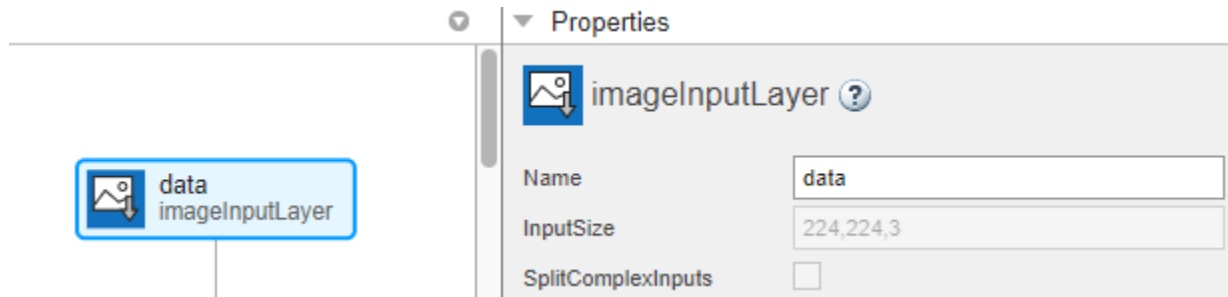 Properties
imageInputLayer ?
data
imageInputLayer
Name data
InputSize 224,224,3
SplitComplexInputs